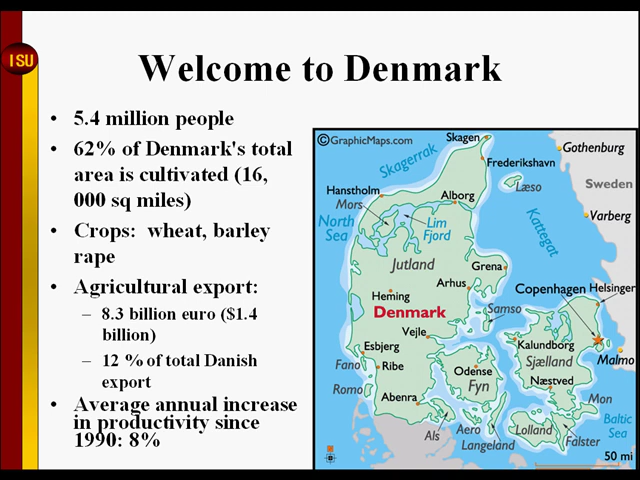 ISU
Welcome to Denmark
• 5.4 million people
• 62% of Denmark's total
area is cultivated (16,
000 sq miles)
• Crops: wheat, barley
rape
• Agricultural export:
– 8.3 billion euro ($1.4
billion)
– 12 % of total Danish
export
• Average annual increase
in productivity since
1990: 8%
©GraphicMaps.com
Skagen
Skagerrak
Gothenburg
Frederikshavn
Læso
Sweden
Hanstholm
Alborg
Mors
Varberg
North
Sea
Lim
Fjord
Kattegat
Jutland
Grena
Arhus
Copenhagen
Helsinger
Heming
Denmark
Samso
Vejle
Kalundborg
Esbjerg
Sjælland
Malmo
Fano
Ribe
Odense
Fyn
Næstved
Romo
Abenra
Mon
Als
Aero
Langeland
Lolland
Falster
Baltic
Sea
50 mi